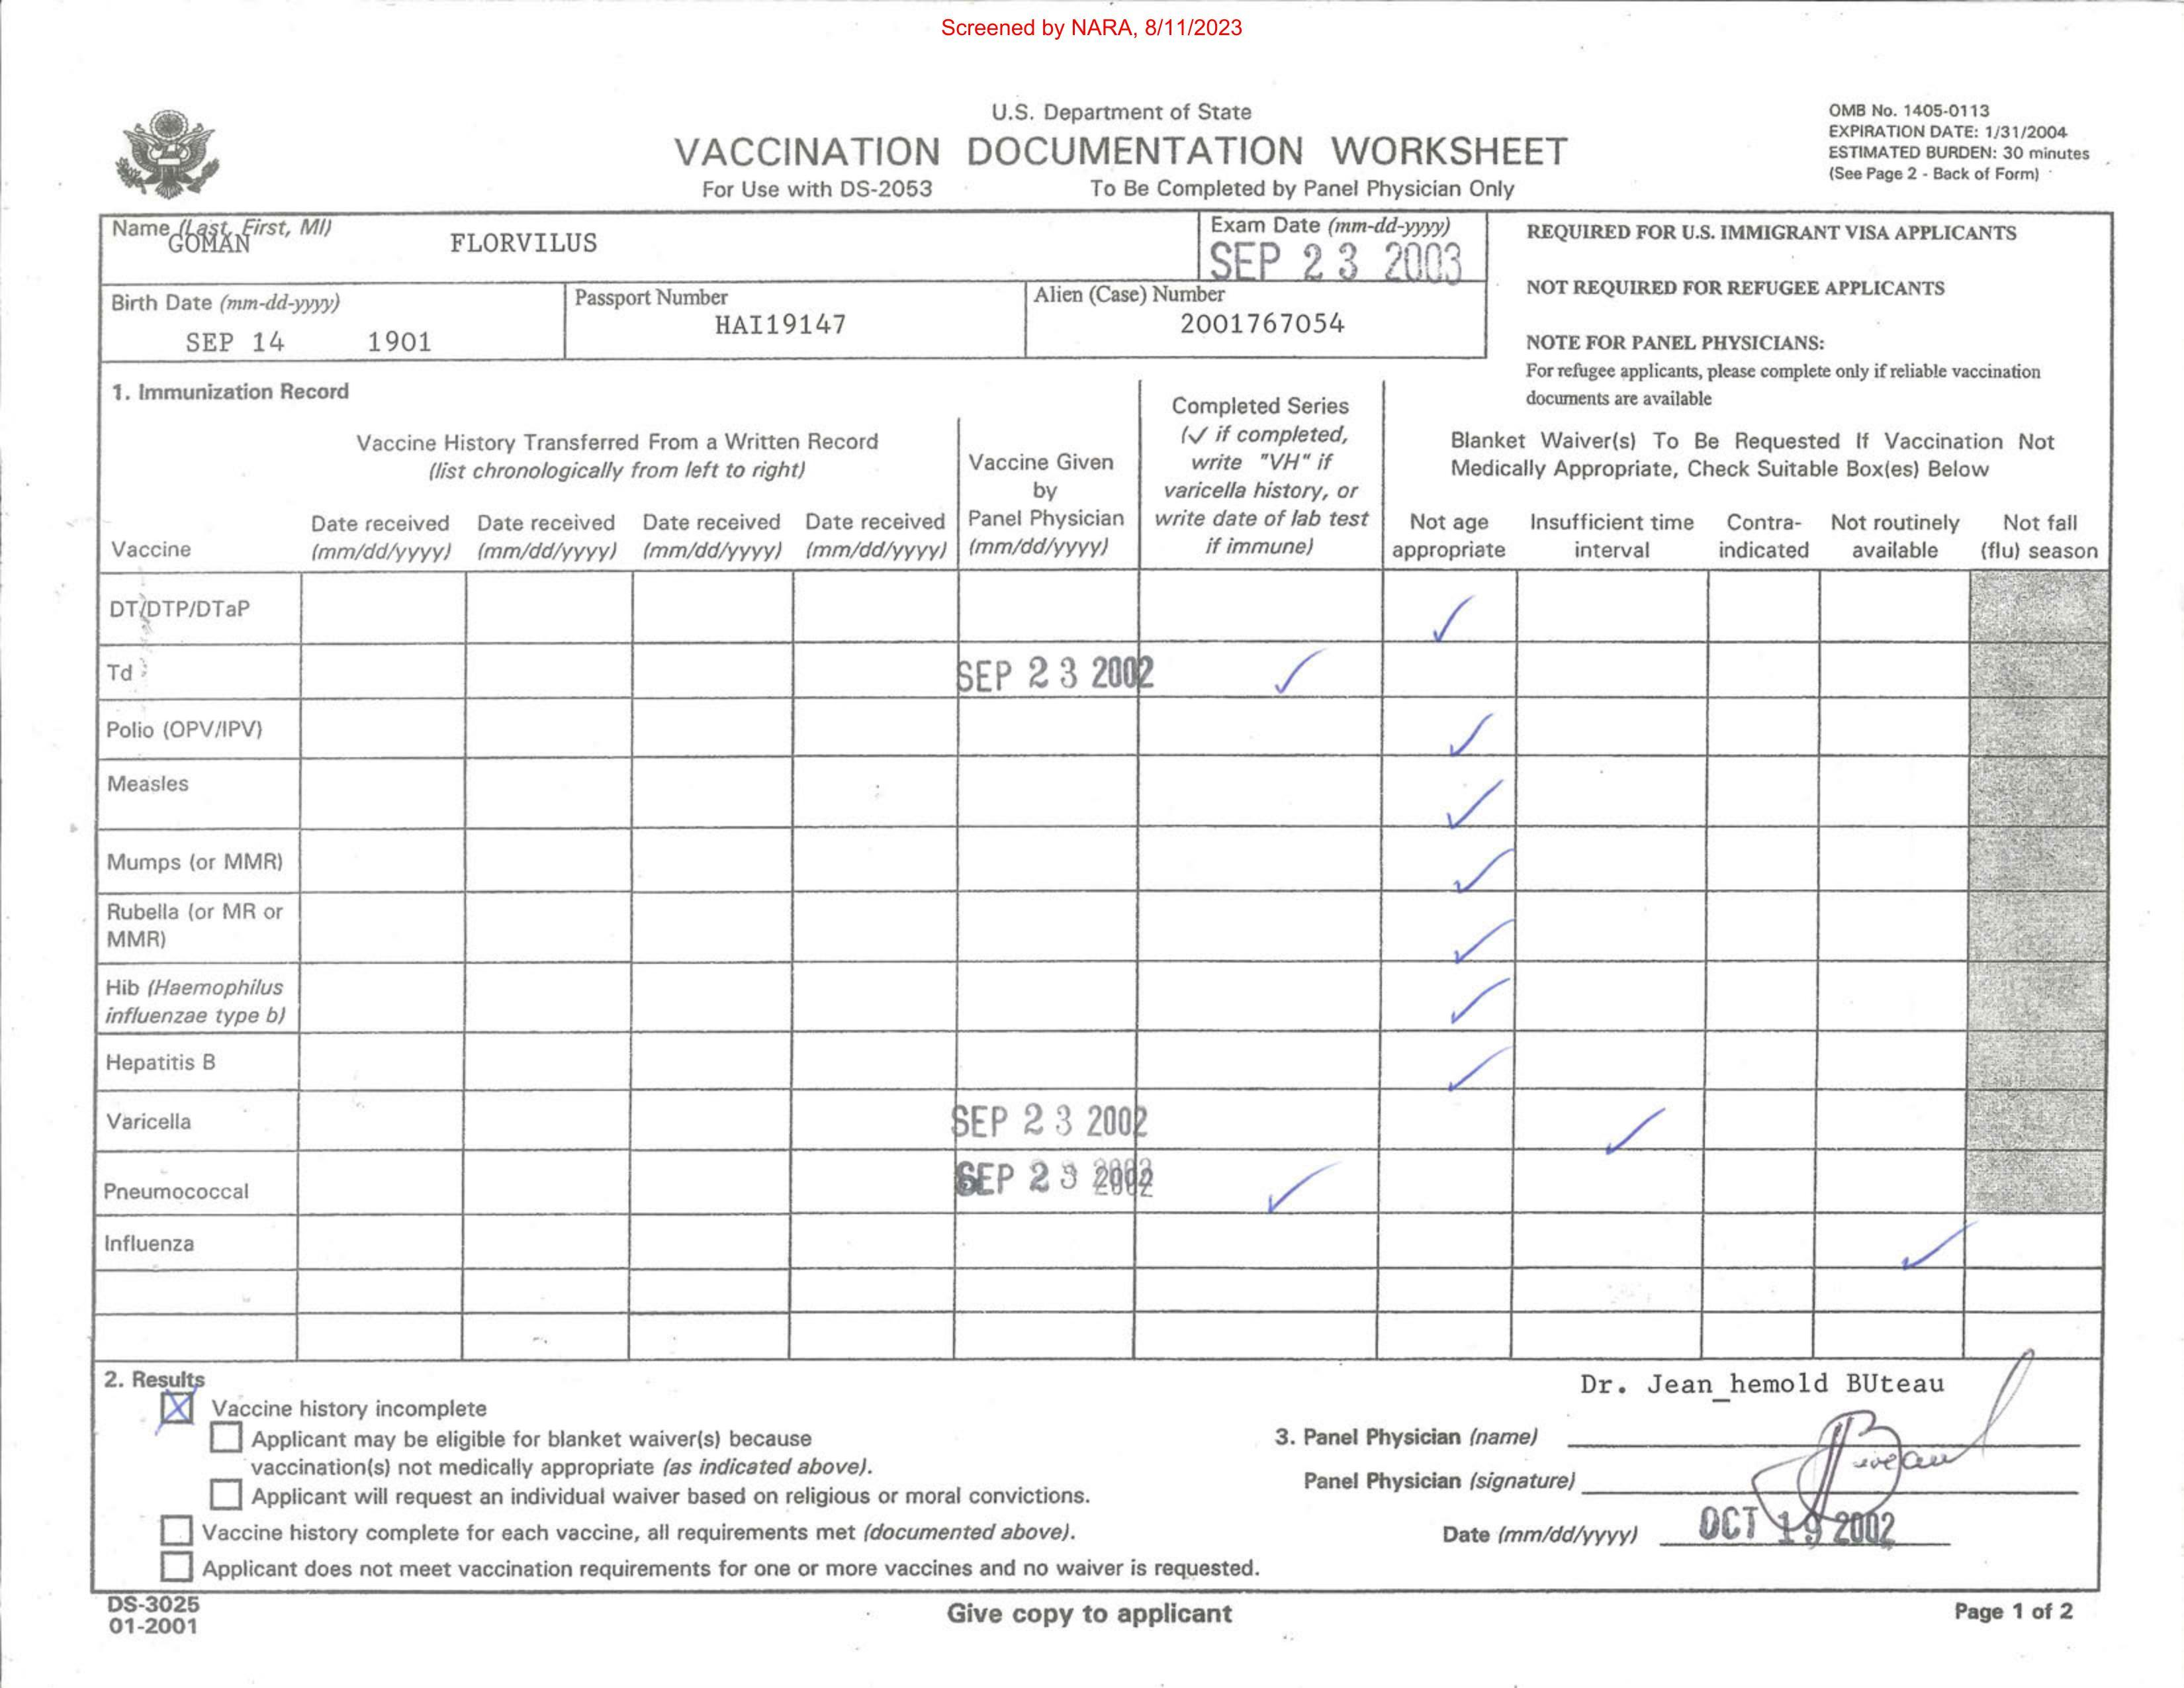 Screened by NARA, 8/11/2023
U.S. Department of State
VACCINATION DOCUMENTATION WORKSHEET
For Use with DS-2053 To Be Completed by Panel Physician Only
OMB No. 1405-0113
EXPIRATION DATE: 1/31/2004
ESTIMATED BURDEN: 30 minutes
(See Page 2 - Back of Form)
Name (Last, First, MI)
GOMAN FLORVILUS
Exam Date (mm-dd-yyyy)
SEP 23 2003
Birth Date (mm-dd-yyyy)
SEP 14 1901
Passport Number
HAI19147
Alien (Case) Number
2001767054
REQUIRED FOR U.S. IMMIGRANT VISA APPLICANTS
NOT REQUIRED FOR REFUGEE APPLICANTS
NOTE FOR PANEL PHYSICIANS:
For refugee applicants, please complete only if reliable vaccination
documents are available
1. Immunization Record
Vaccine History Transferred From a Written Record
(list chronologically from left to right)
Vaccine
Date received Date received Date received Date received
(mm/dd/yyyy) (mm/dd/yyyy) (mm/dd/yyyy) (mm/dd/yyyy)
Vaccine Given
by
Panel Physician
(mm/dd/yyyy)
Completed Series
(✓ if completed,
write "VH" if
varicella history, or
write date of lab test
if immune)
Blanket Waiver(s) To Be Requested If Vaccination Not
Medically Appropriate, Check Suitable Box(es) Below
Not age Insufficient time Contra- Not routinely Not fall
appropriate interval indicated available (flu) season
DT/DTP/DTaP ✓
Td SEP 23 2002 ✓
Polio (OPV/IPV) ✓
Measles ✓
Mumps (or MMR) ✓
Rubella (or MR or
MMR) ✓
Hib (Haemophilus
influenzae type b) ✓
Hepatitis B ✓
Varicella SEP 23 2002 ✓
Pneumococcal SEP 23 2002 ✓
Influenza ✓
2. Results
X Vaccine history incomplete
Applicant may be eligible for blanket waiver(s) because
vaccination(s) not medically appropriate (as indicated above).
Applicant will request an individual waiver based on religious or moral convictions.
Vaccine history complete for each vaccine, all requirements met (documented above).
Applicant does not meet vaccination requirements for one or more vaccines and no waiver is requested.
Dr. Jean_hemold BUteau
3. Panel Physician (name)
Panel Physician (signature)
Date (mm/dd/yyyy) OCT 19 2002
DS-3025
01-2001
Give copy to applicant
Page 1 of 2